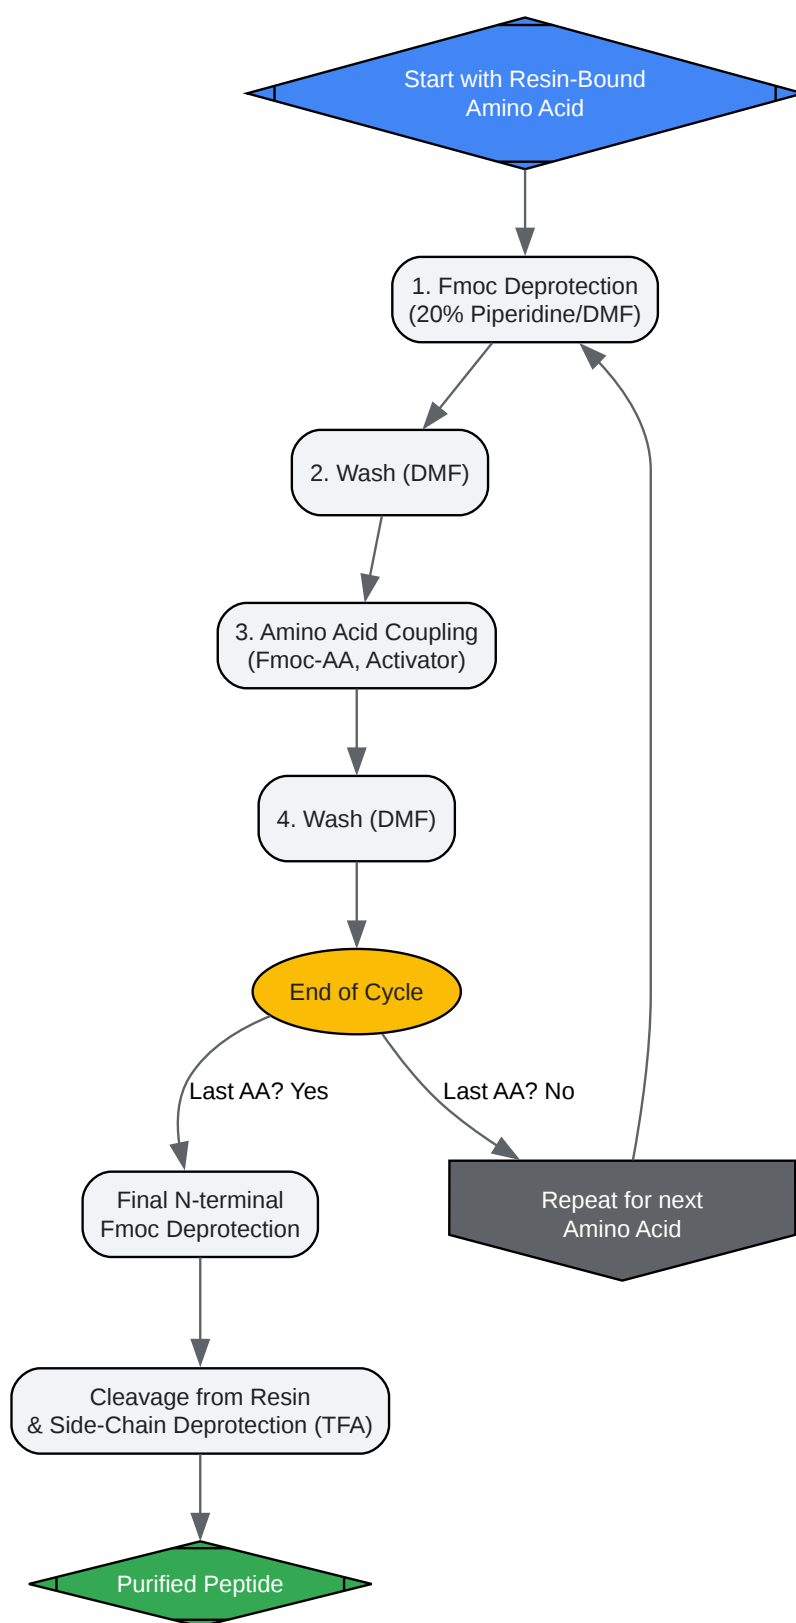 Start with Resin-Bound
Amino Acid
1. Fmoc Deprotection
(20% Piperidine/DMF)
2. Wash (DMF)
3. Amino Acid Coupling
(Fmoc-AA, Activator)
4. Wash (DMF)
End of Cycle
Last AA? Yes
Last AA? No
Final N-terminal
Fmoc Deprotection
Repeat for next
Amino Acid
Cleavage from Resin
& Side-Chain Deprotection (TFA)
Purified Peptide